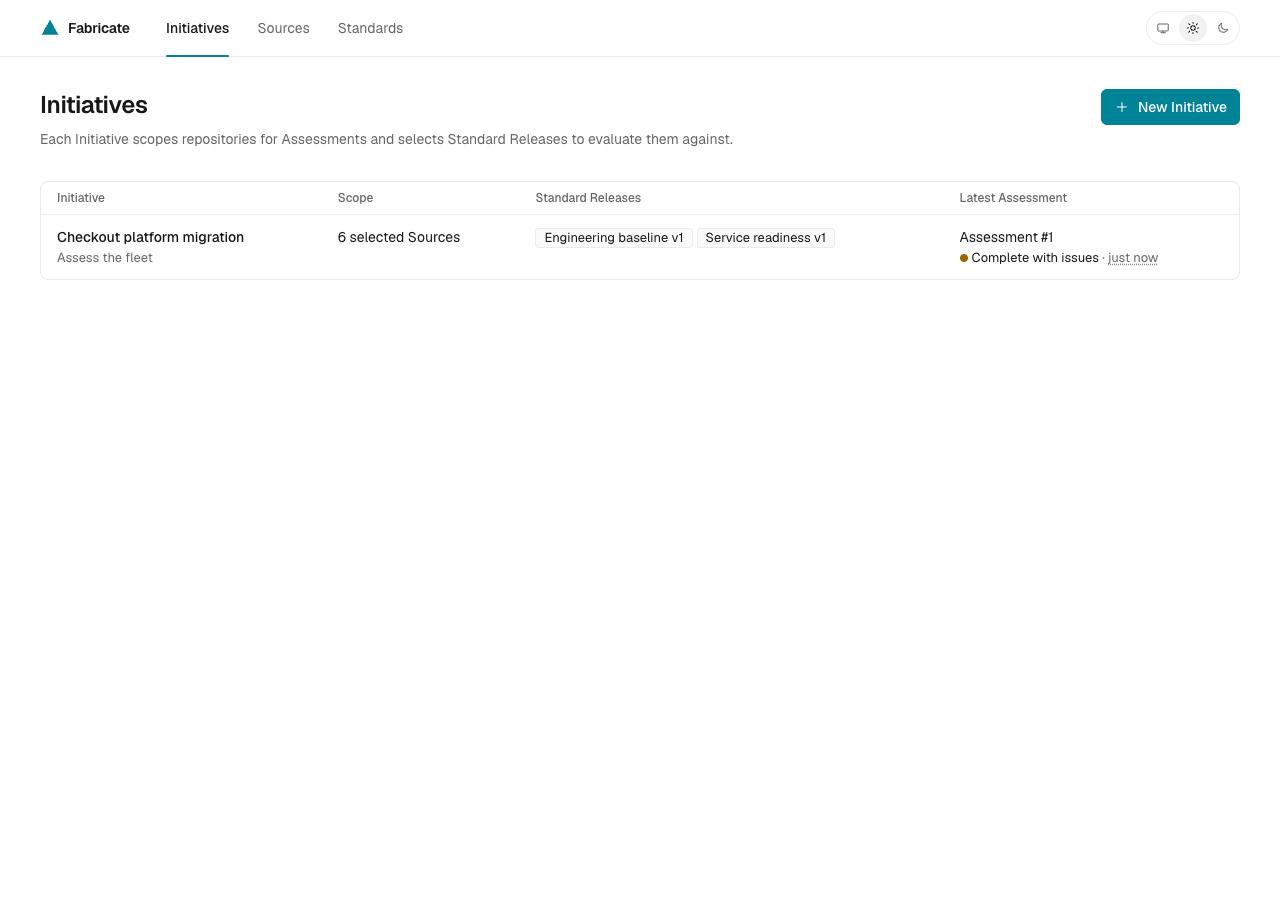 Fabricate
Initiatives
Sources
Standards
Initiatives
New Initiative
Each Initiative scopes repositories for Assessments and selects Standard Releases to evaluate them against.
Initiative
Scope
Standard Releases
Latest Assessment
Checkout platform migration
Assess the fleet
6 selected Sources
Engineering baseline v1
Service readiness v1
Assessment #1
Complete with issues · just now